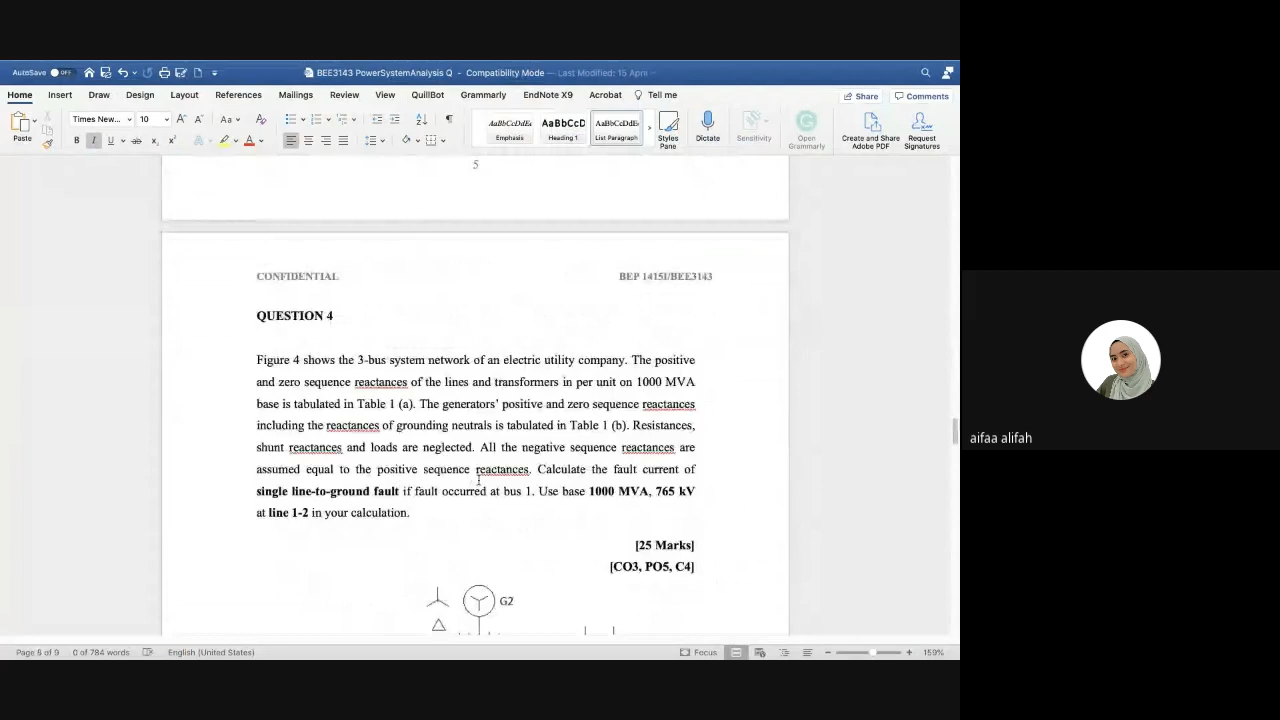 AutoSave OFF
BEE3143 PowerSystemAnalysis Q - Compatibility Mode — Last Modified: 15 April
Home Insert Draw Design Layout References Mailings Review View QuillBot Grammarly EndNote X9 Acrobat Tell me
Share Comments
Times New... 10
Paste
AaBbCcDdEe AaBbCcD AaBbCcDdEe
Emphasis Heading 1 List Paragraph
Styles Pane
Dictate
Sensitivity
Open Grammarly
Create and Share Adobe PDF
Request Signatures
5
CONFIDENTIAL BEP 1415I/BEE3143
QUESTION 4
Figure 4 shows the 3-bus system network of an electric utility company. The positive
and zero sequence reactances of the lines and transformers in per unit on 1000 MVA
base is tabulated in Table 1 (a). The generators' positive and zero sequence reactances
including the reactances of grounding neutrals is tabulated in Table 1 (b). Resistances,
shunt reactances and loads are neglected. All the negative sequence reactances are
assumed equal to the positive sequence reactances. Calculate the fault current of
single line-to-ground fault if fault occurred at bus 1. Use base 1000 MVA, 765 kV
at line 1-2 in your calculation.
[25 Marks]
[CO3, PO5, C4]
G2
Page 8 of 9 0 of 784 words English (United States) Focus 159%
aifaa alifah